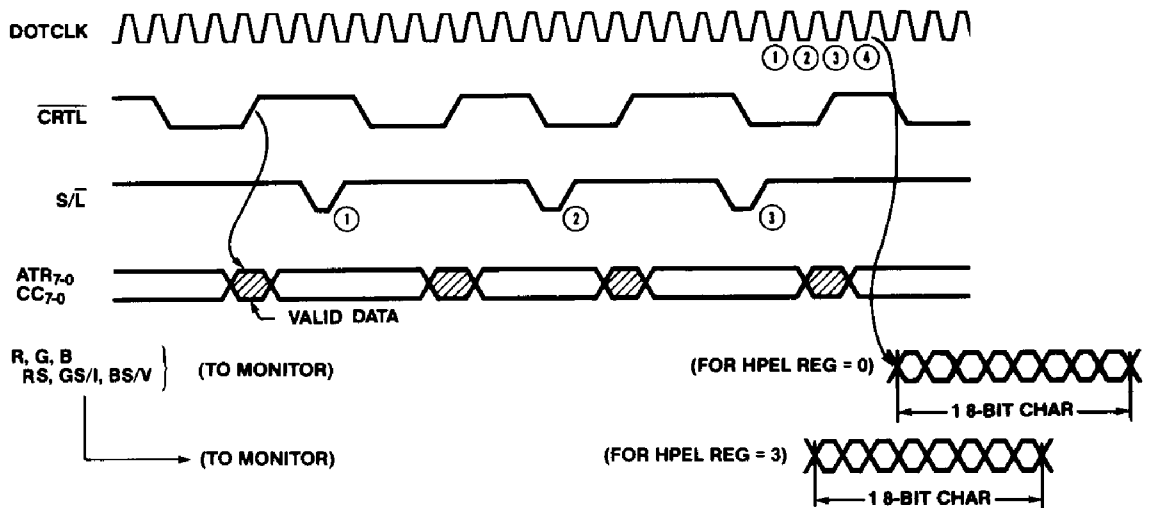 DOTCLK
① ② ③ ④
C̅R̅T̅L̅
S/L̅
① ② ③
ATR₇₋₀
CC₇₋₀
VALID DATA
R, G, B
RS, GS/I, BS/V
(TO MONITOR)
(FOR HPEL REG = 0)
1 8-BIT CHAR
(TO MONITOR)
(FOR HPEL REG = 3)
1 8-BIT CHAR